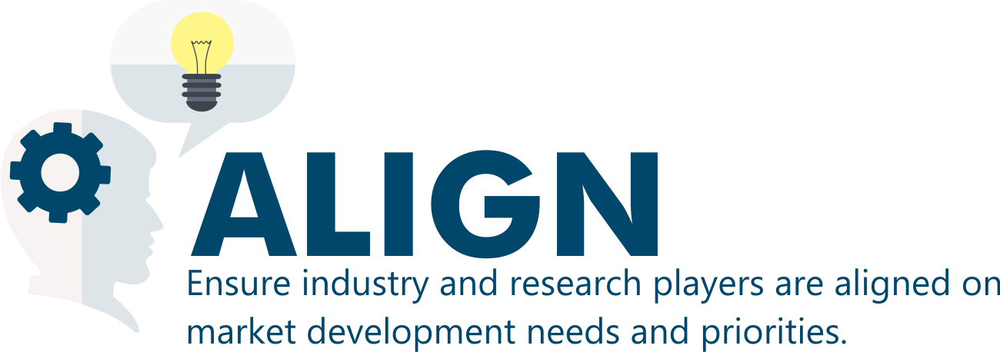 ALIGN
Ensure industry and research players are aligned on
market development needs and priorities.